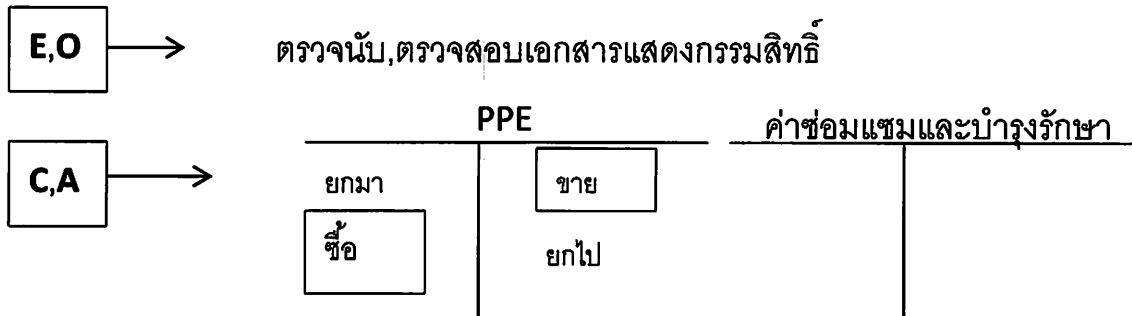 E,O ตรวจนับ,ตรวจสอบเอกสารแสดงกรรมสิทธิ์
PPE ค่าซ่อมแซมและบำรุงรักษา
C,A
ยกมา ขาย
ซื้อ ยกไป